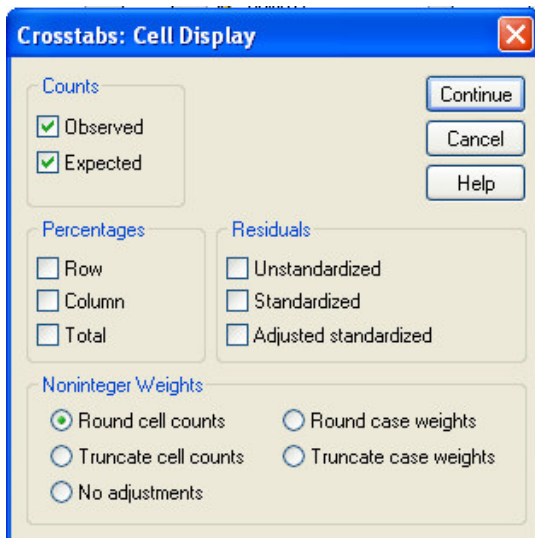 Crosstabs: Cell Display
Counts
Observed
Expected
Continue
Cancel
Help
Percentages
Row
Column
Total
Residuals
Unstandardized
Standardized
Adjusted standardized
Noninteger Weights
Round cell counts
Round case weights
Truncate cell counts
Truncate case weights
No adjustments